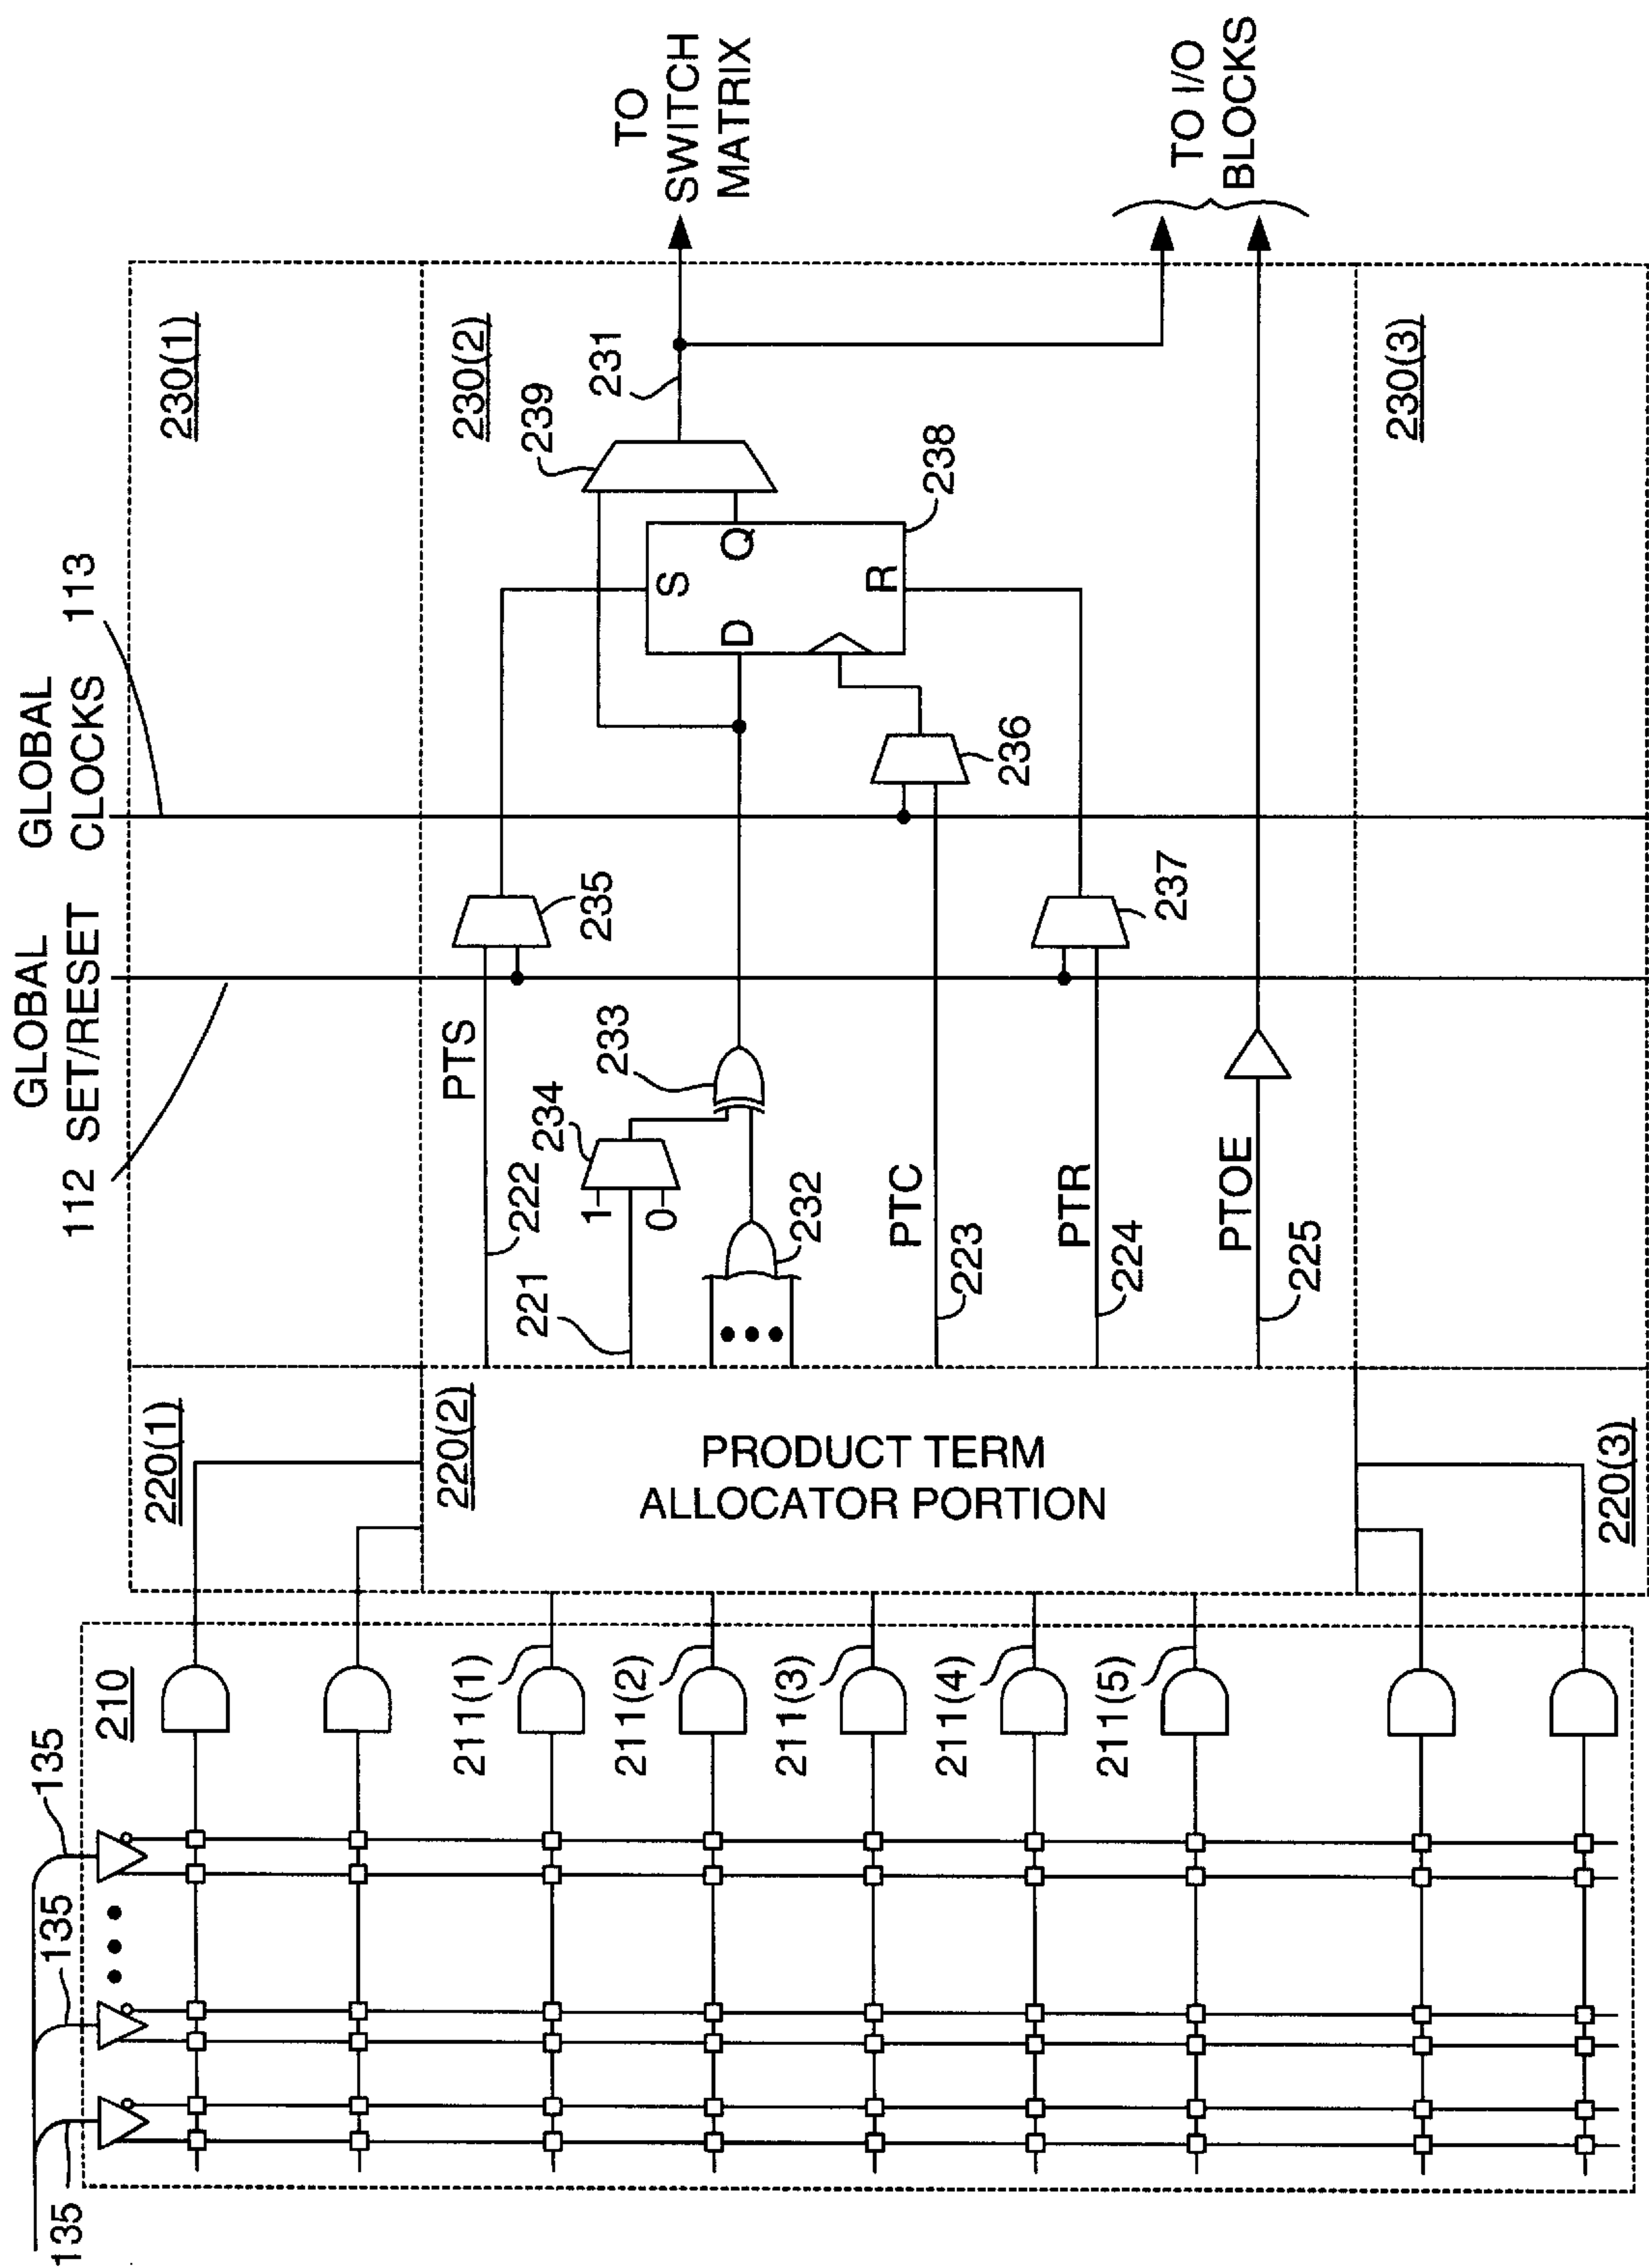 135
135
135
210
211(1)
211(2)
211(3)
211(4)
211(5)
220(1)
220(2)
PRODUCT TERM
ALLOCATOR PORTION
220(3)
112
GLOBAL
SET/RESET
GLOBAL
CLOCKS
113
230(1)
230(2)
230(3)
PTS
222
221
1
0
234
233
232
PTC
223
PTR
224
PTOE
225
235
236
237
S
D
Q
R
238
239
231
TO
SWITCH
MATRIX
TO I/O
BLOCKS